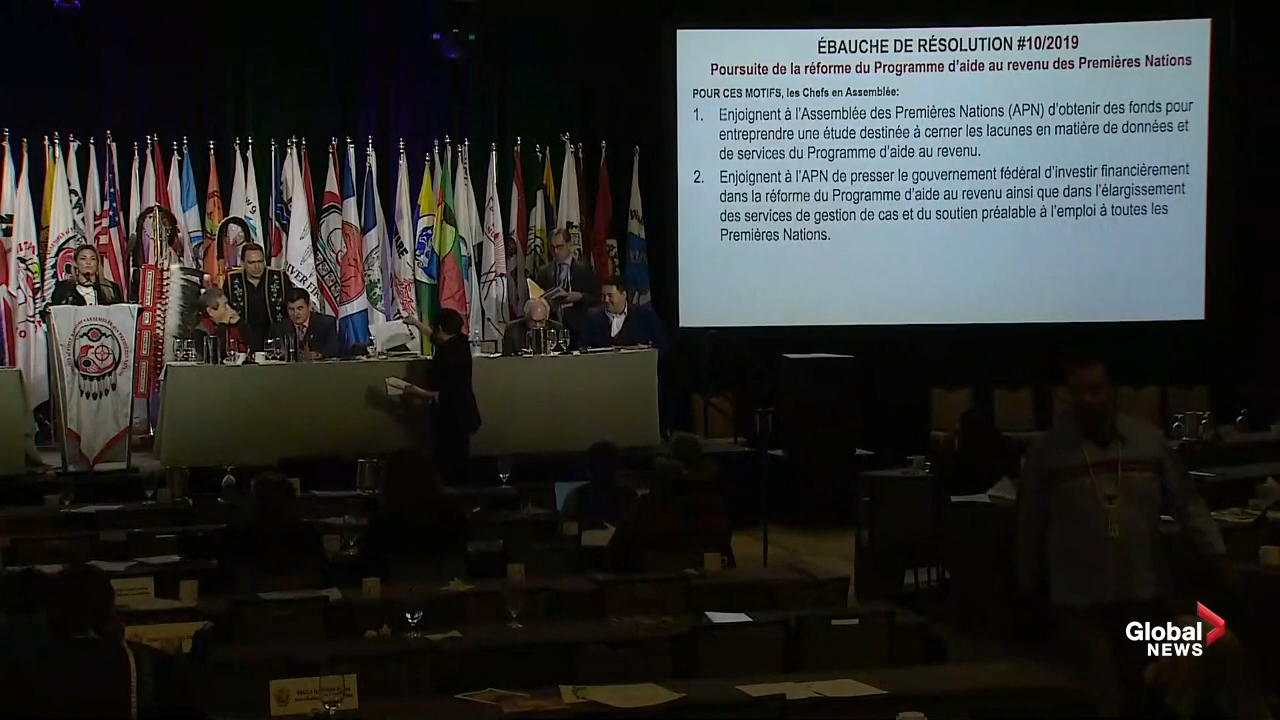 ÉBAUCHE DE RÉSOLUTION #10/2019
Poursuite de la réforme du Programme d'aide au revenu des Premières Nations
POUR CES MOTIFS, les Chefs en Assemblée:
1. Enjoignent à l'Assemblée des Premières Nations (APN) d'obtenir des fonds pour
entreprendre une étude destinée à cerner les lacunes en matière de données et
de services du Programme d'aide au revenu.
2. Enjoignent à l'APN de presser le gouvernement fédéral d'investir financièrement
dans la réforme du Programme d'aide au revenu ainsi que dans l'élargissement
des services de gestion de cas et du soutien préalable à l'emploi à toutes les
Premières Nations.
Global
NEWS